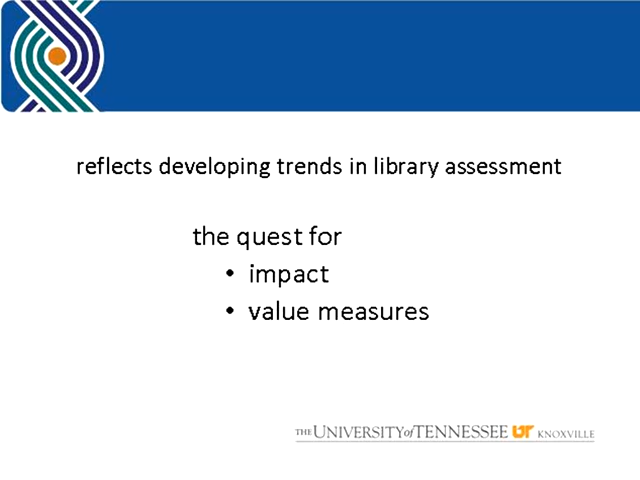 reflects developing trends in library assessment
the quest for
• impact
• value measures
THE UNIVERSITY of TENNESSEE UT KNOXVILLE